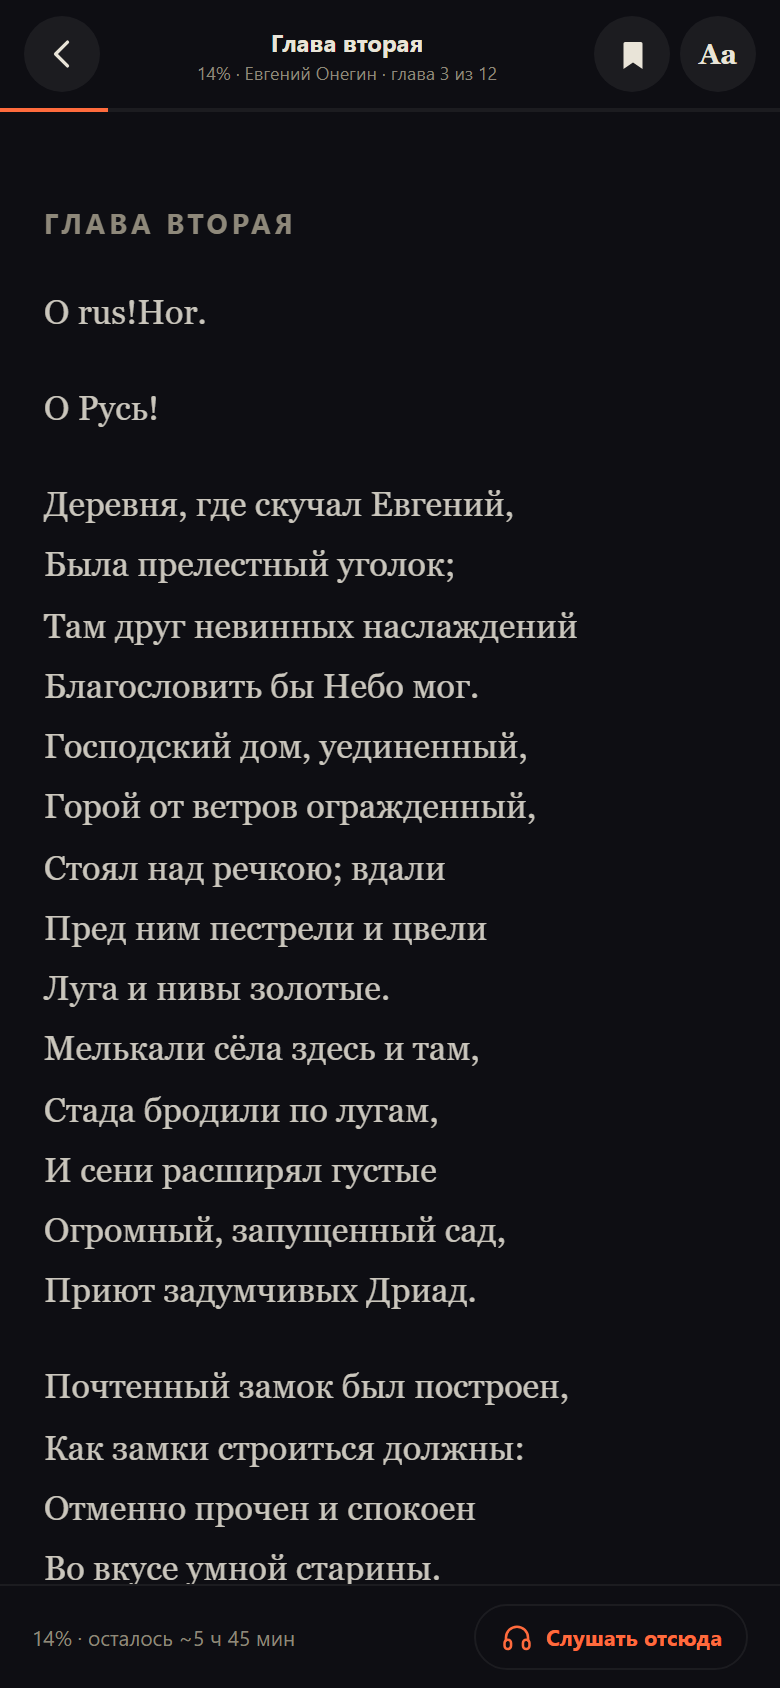 Глава вторая
14% · Евгений Онегин · глава 3 из 12
Aa
ГЛАВА ВТОРАЯ
O rus!Hor.
О Русь!
Деревня, где скучал Евгений,
Была прелестный уголок;
Там друг невинных наслаждений
Благословить бы Небо мог.
Господский дом, уединенный,
Горой от ветров огражденный,
Стоял над речкою; вдали
Пред ним пестрели и цвели
Луга и нивы золотые.
Мелькали сёла здесь и там,
Стада бродили по лугам,
И сени расширял густые
Огромный, запущенный сад,
Приют задумчивых Дриад.
Почтенный замок был построен,
Как замки строиться должны:
Отменно прочен и спокоен
Во вкусе умной старины.
14% · осталось ~5 ч 45 мин
Слушать отсюда